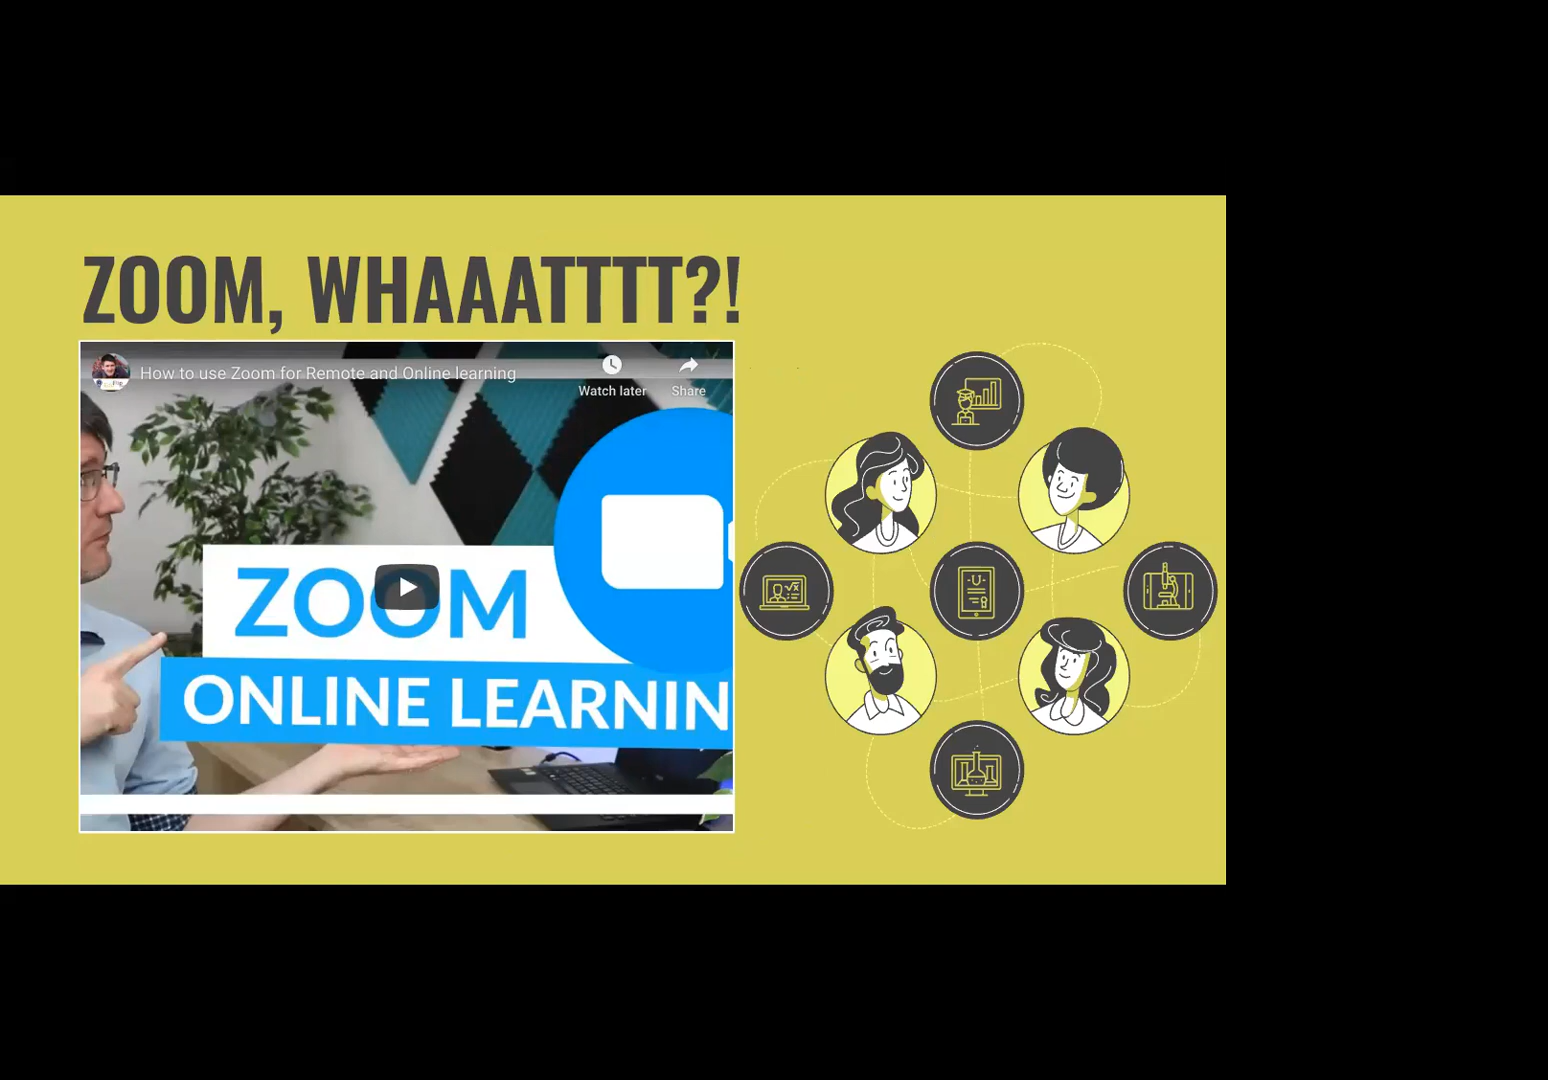 ZOOM, WHAAATTTT?!
How to use Zoom for Remote and Online learning
Watch later
Share
ZOOM
ONLINE LEARNIN